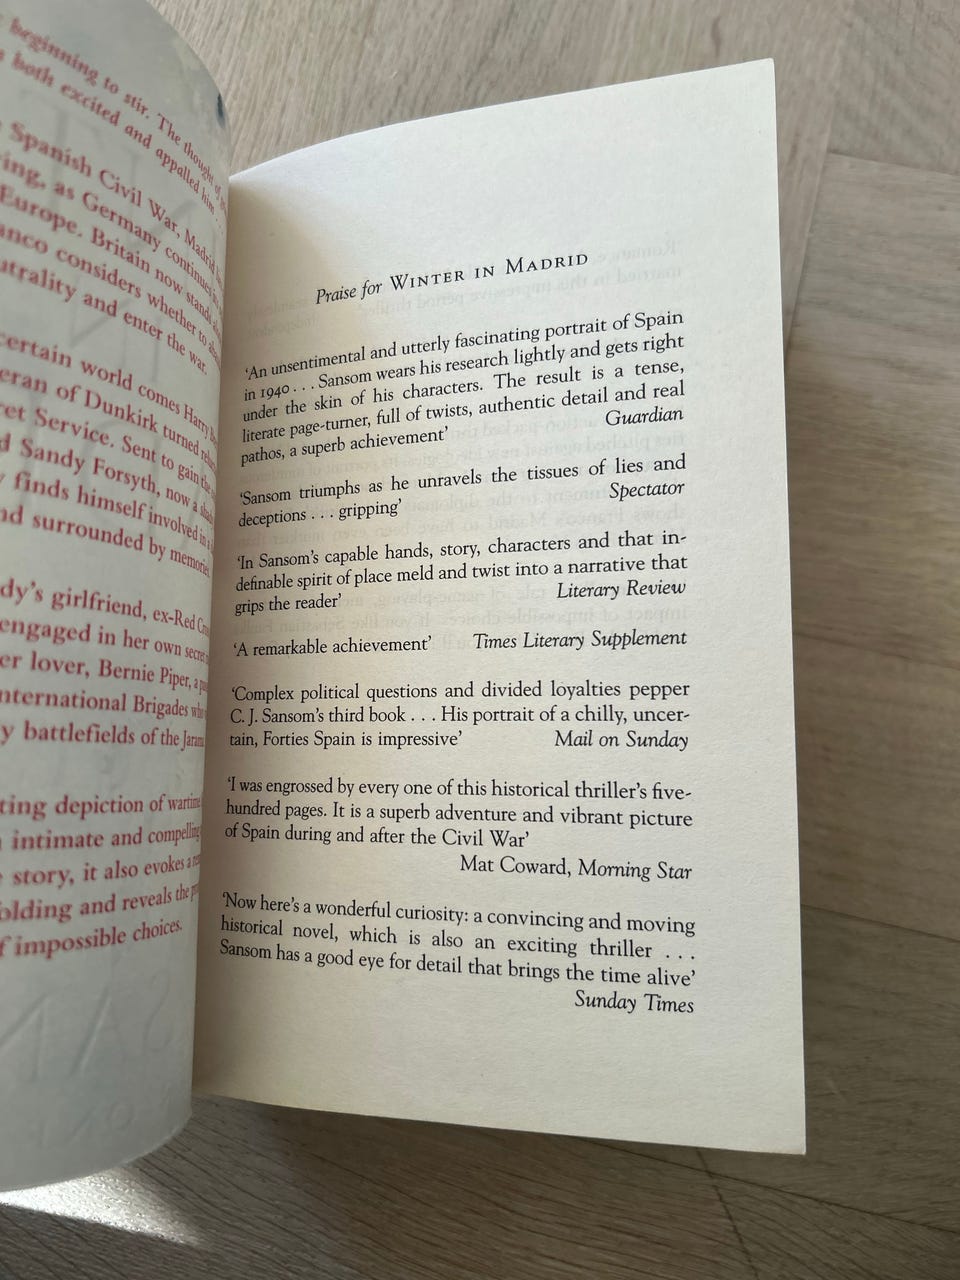 beginning to stir. The thought of
both excited and appalled him . .
Spanish Civil War, Madrid
as Germany continues
Europe. Britain now stands
considers whether to
and enter the war.
world comes Harry
of Dunkirk turned
Service. Sent to gain the
Sandy Forsyth, now a
finds himself involved in a
surrounded by memories
girlfriend, ex-Red
engaged in her own secret
lover, Bernie Piper, a
International Brigades who
battlefields of the Jarama
depiction of wartime
intimate and compelling
story, it also evokes a
and reveals the
impossible choices.
Praise for WINTER IN MADRID
‘An unsentimental and utterly fascinating portrait of Spain
in 1940 . . . Sansom wears his research lightly and gets right
under the skin of his characters. The result is a tense,
literate page-turner, full of twists, authentic detail and real
pathos, a superb achievement’ Guardian
‘Sansom triumphs as he unravels the tissues of lies and
deceptions . . . gripping’ Spectator
‘In Sansom’s capable hands, story, characters and that in-
definable spirit of place meld and twist into a narrative that
grips the reader’ Literary Review
‘A remarkable achievement’ Times Literary Supplement
‘Complex political questions and divided loyalties pepper
C. J. Sansom’s third book . . . His portrait of a chilly, uncer-
tain, Forties Spain is impressive’ Mail on Sunday
‘I was engrossed by every one of this historical thriller’s five-
hundred pages. It is a superb adventure and vibrant picture
of Spain during and after the Civil War’
Mat Coward, Morning Star
‘Now here’s a wonderful curiosity: a convincing and moving
historical novel, which is also an exciting thriller . . .
Sansom has a good eye for detail that brings the time alive’
Sunday Times